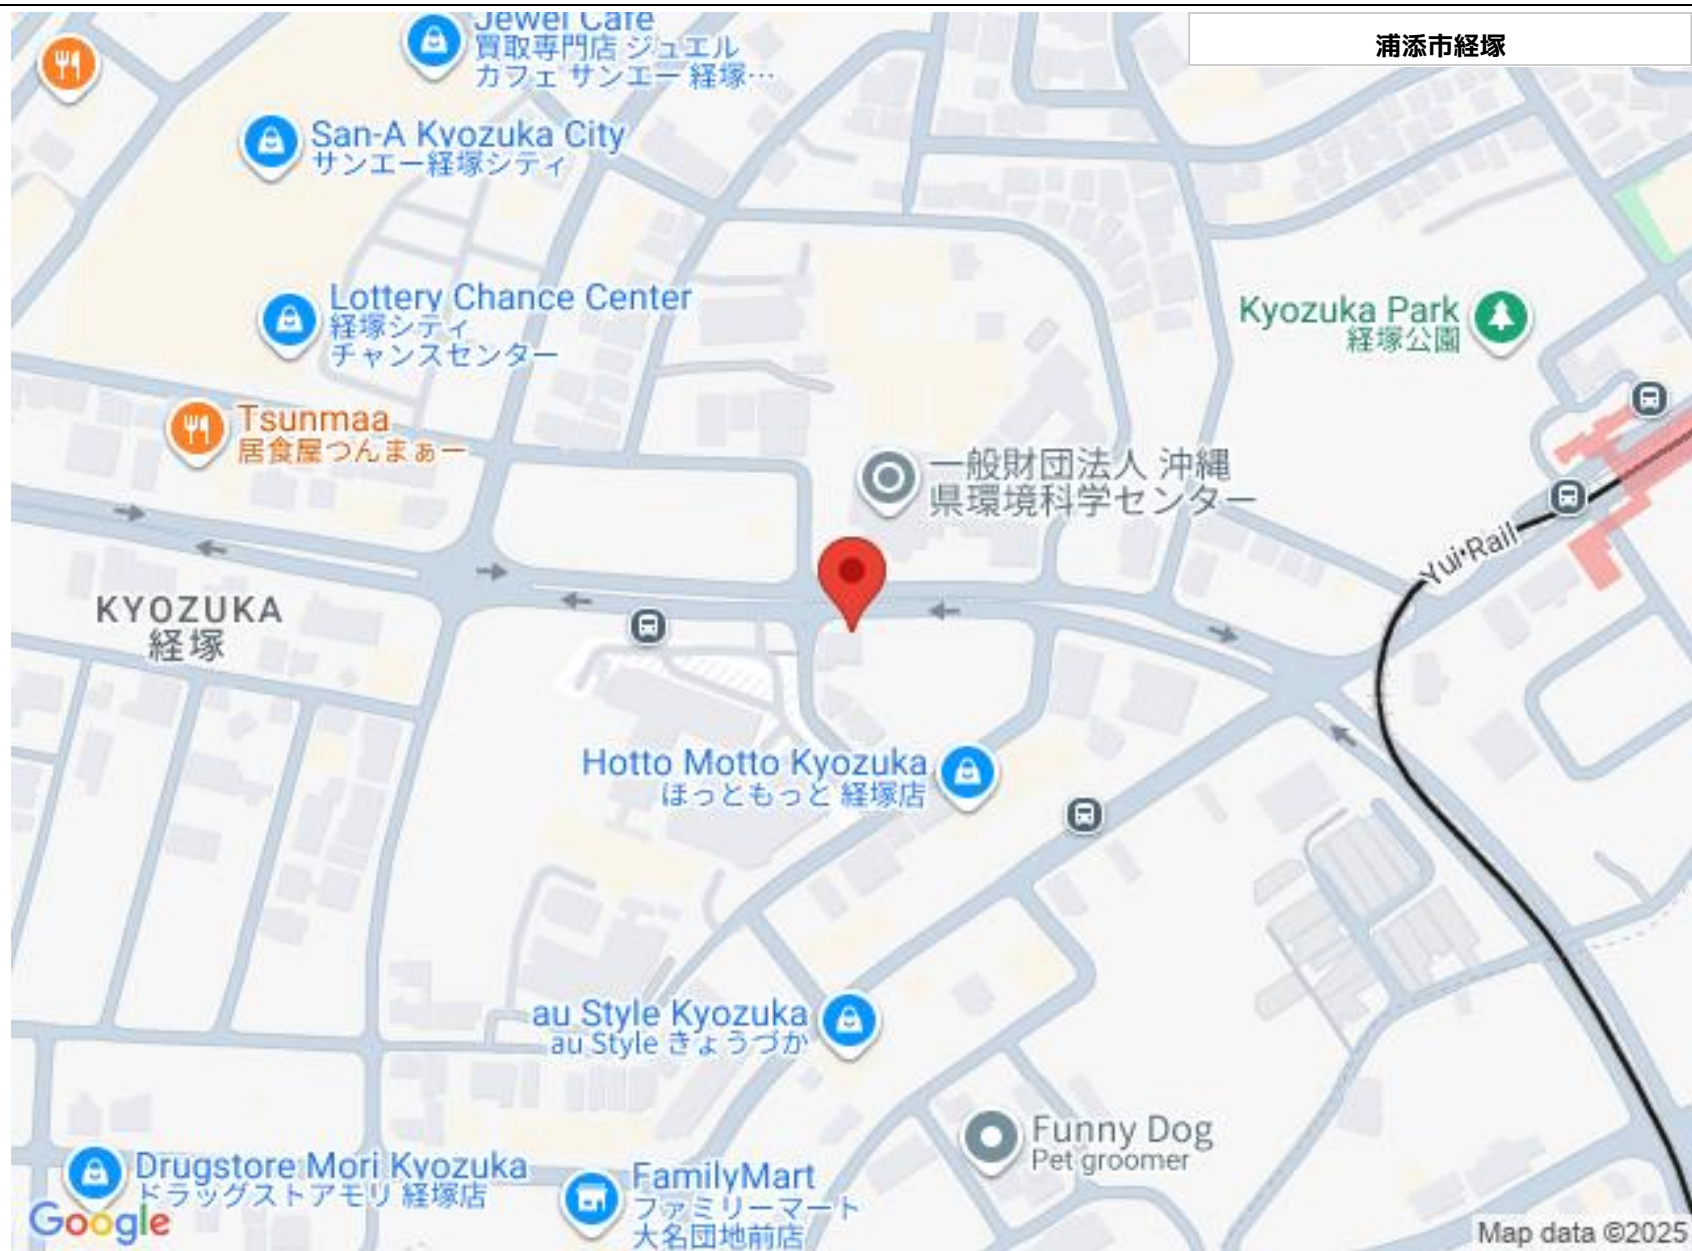 Jewel Cafe
買取専門店 ジュエル
カフェ サンエー 経塚…
浦添市経塚
San-A Kyozuka City
サンエー経塚シティ
Lottery Chance Center
経塚シティ
チャンスセンター
Kyozuka Park
経塚公園
Tsunmaa
居食屋つんまぁー
一般財団法人 沖縄
県環境科学センター
Yui Rail
KYOZUKA
経塚
Hotto Motto Kyozuka
ほっともっと 経塚店
au Style Kyozuka
au Style きょうづか
Funny Dog
Pet groomer
Drugstore Mori Kyozuka
ドラッグストアモリ 経塚店
FamilyMart
ファミリーマート
大名団地前店
Google
Map data ©2025